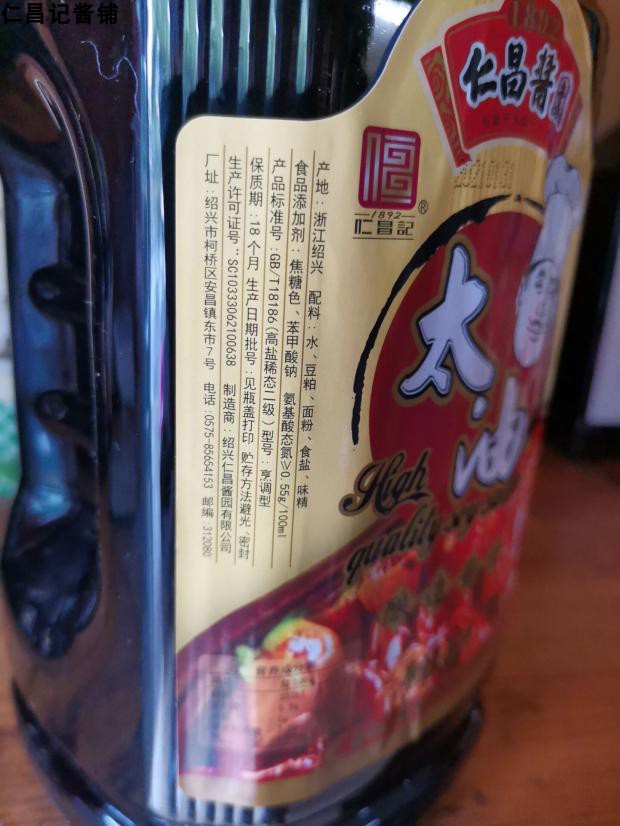 仁昌记酱铺
1892
仁昌酱园
仁
1892
仁昌記®
太油
High
quality soy
产地:浙江绍兴 配料:水、豆粕、面粉、食盐、味精
食品添加剂:焦糖色、苯甲酸钠 氨基酸态氮≥0.55g/100ml
产品标准号:GB/T18186(高盐稀态二级)型号:烹调型
保质期:18个月 生产日期批号:见瓶盖打印 贮存方法避光、密封
生产许可证号:SC10333062100638 制造商:绍兴仁昌酱园有限公司
厂址:绍兴市柯桥区安昌镇东市7号 电话:0575-85654153 邮编:312080